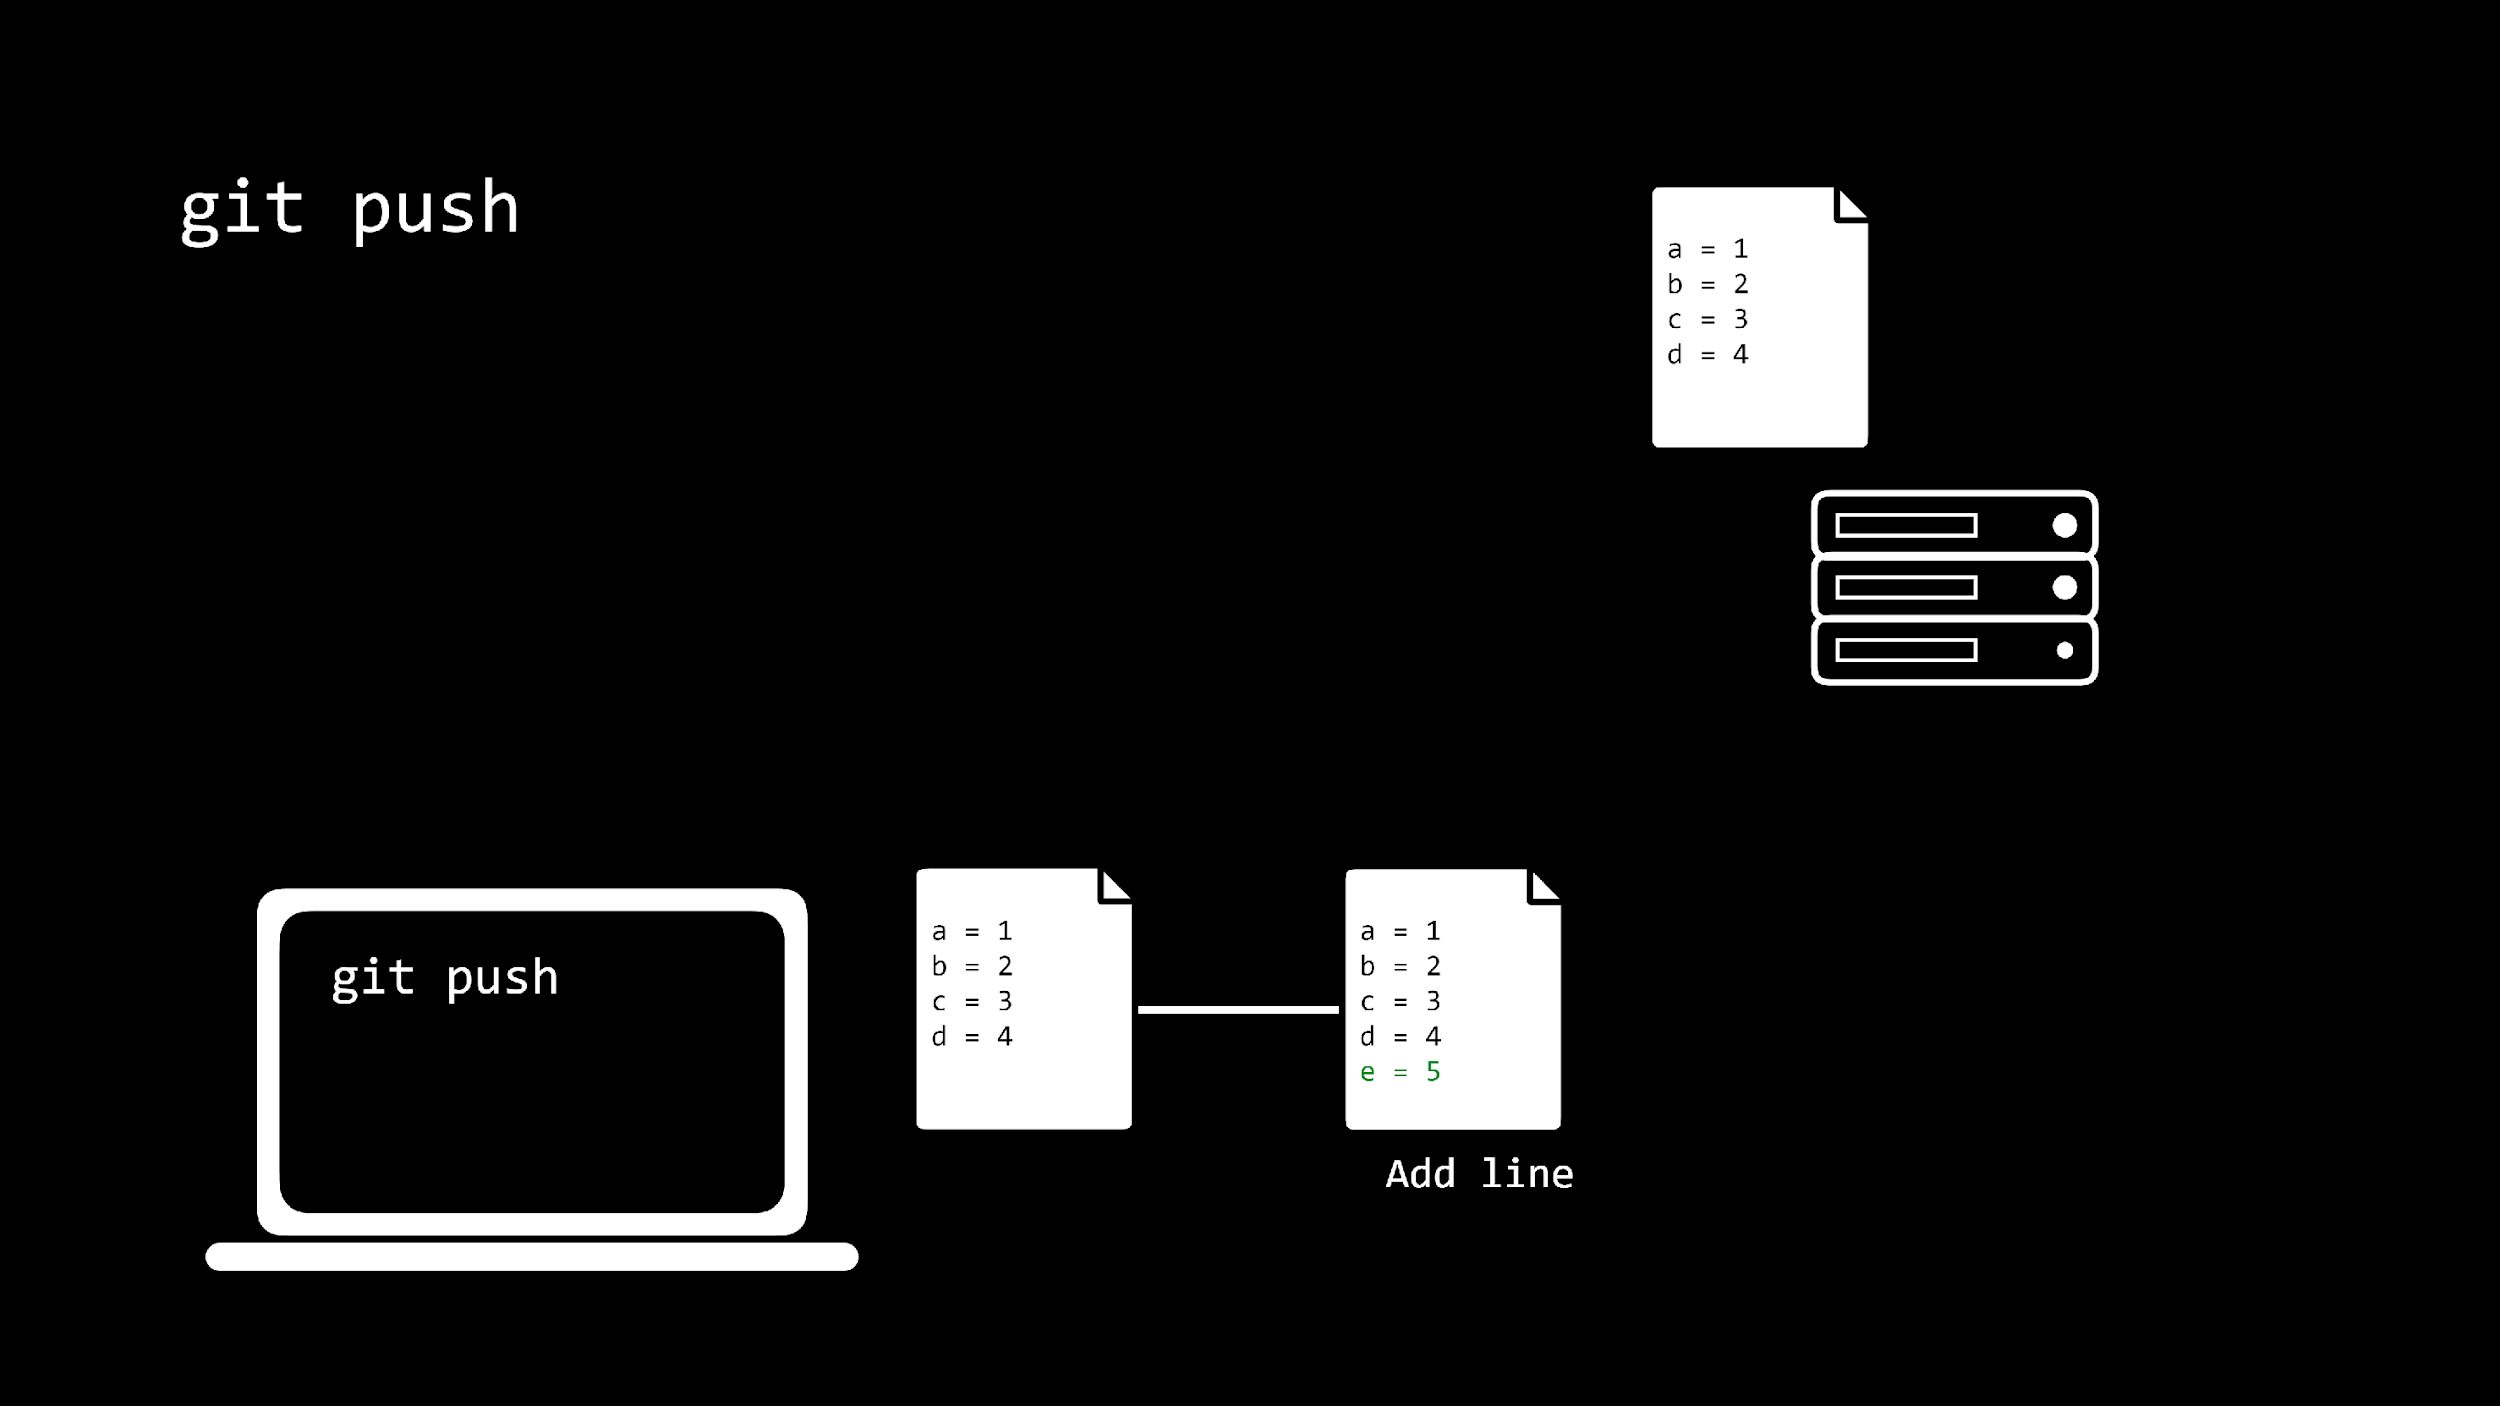 git push
a = 1
b = 2
c = 3
d = 4
git push
a = 1
b = 2
c = 3
d = 4
a = 1
b = 2
c = 3
d = 4
e = 5
Add line